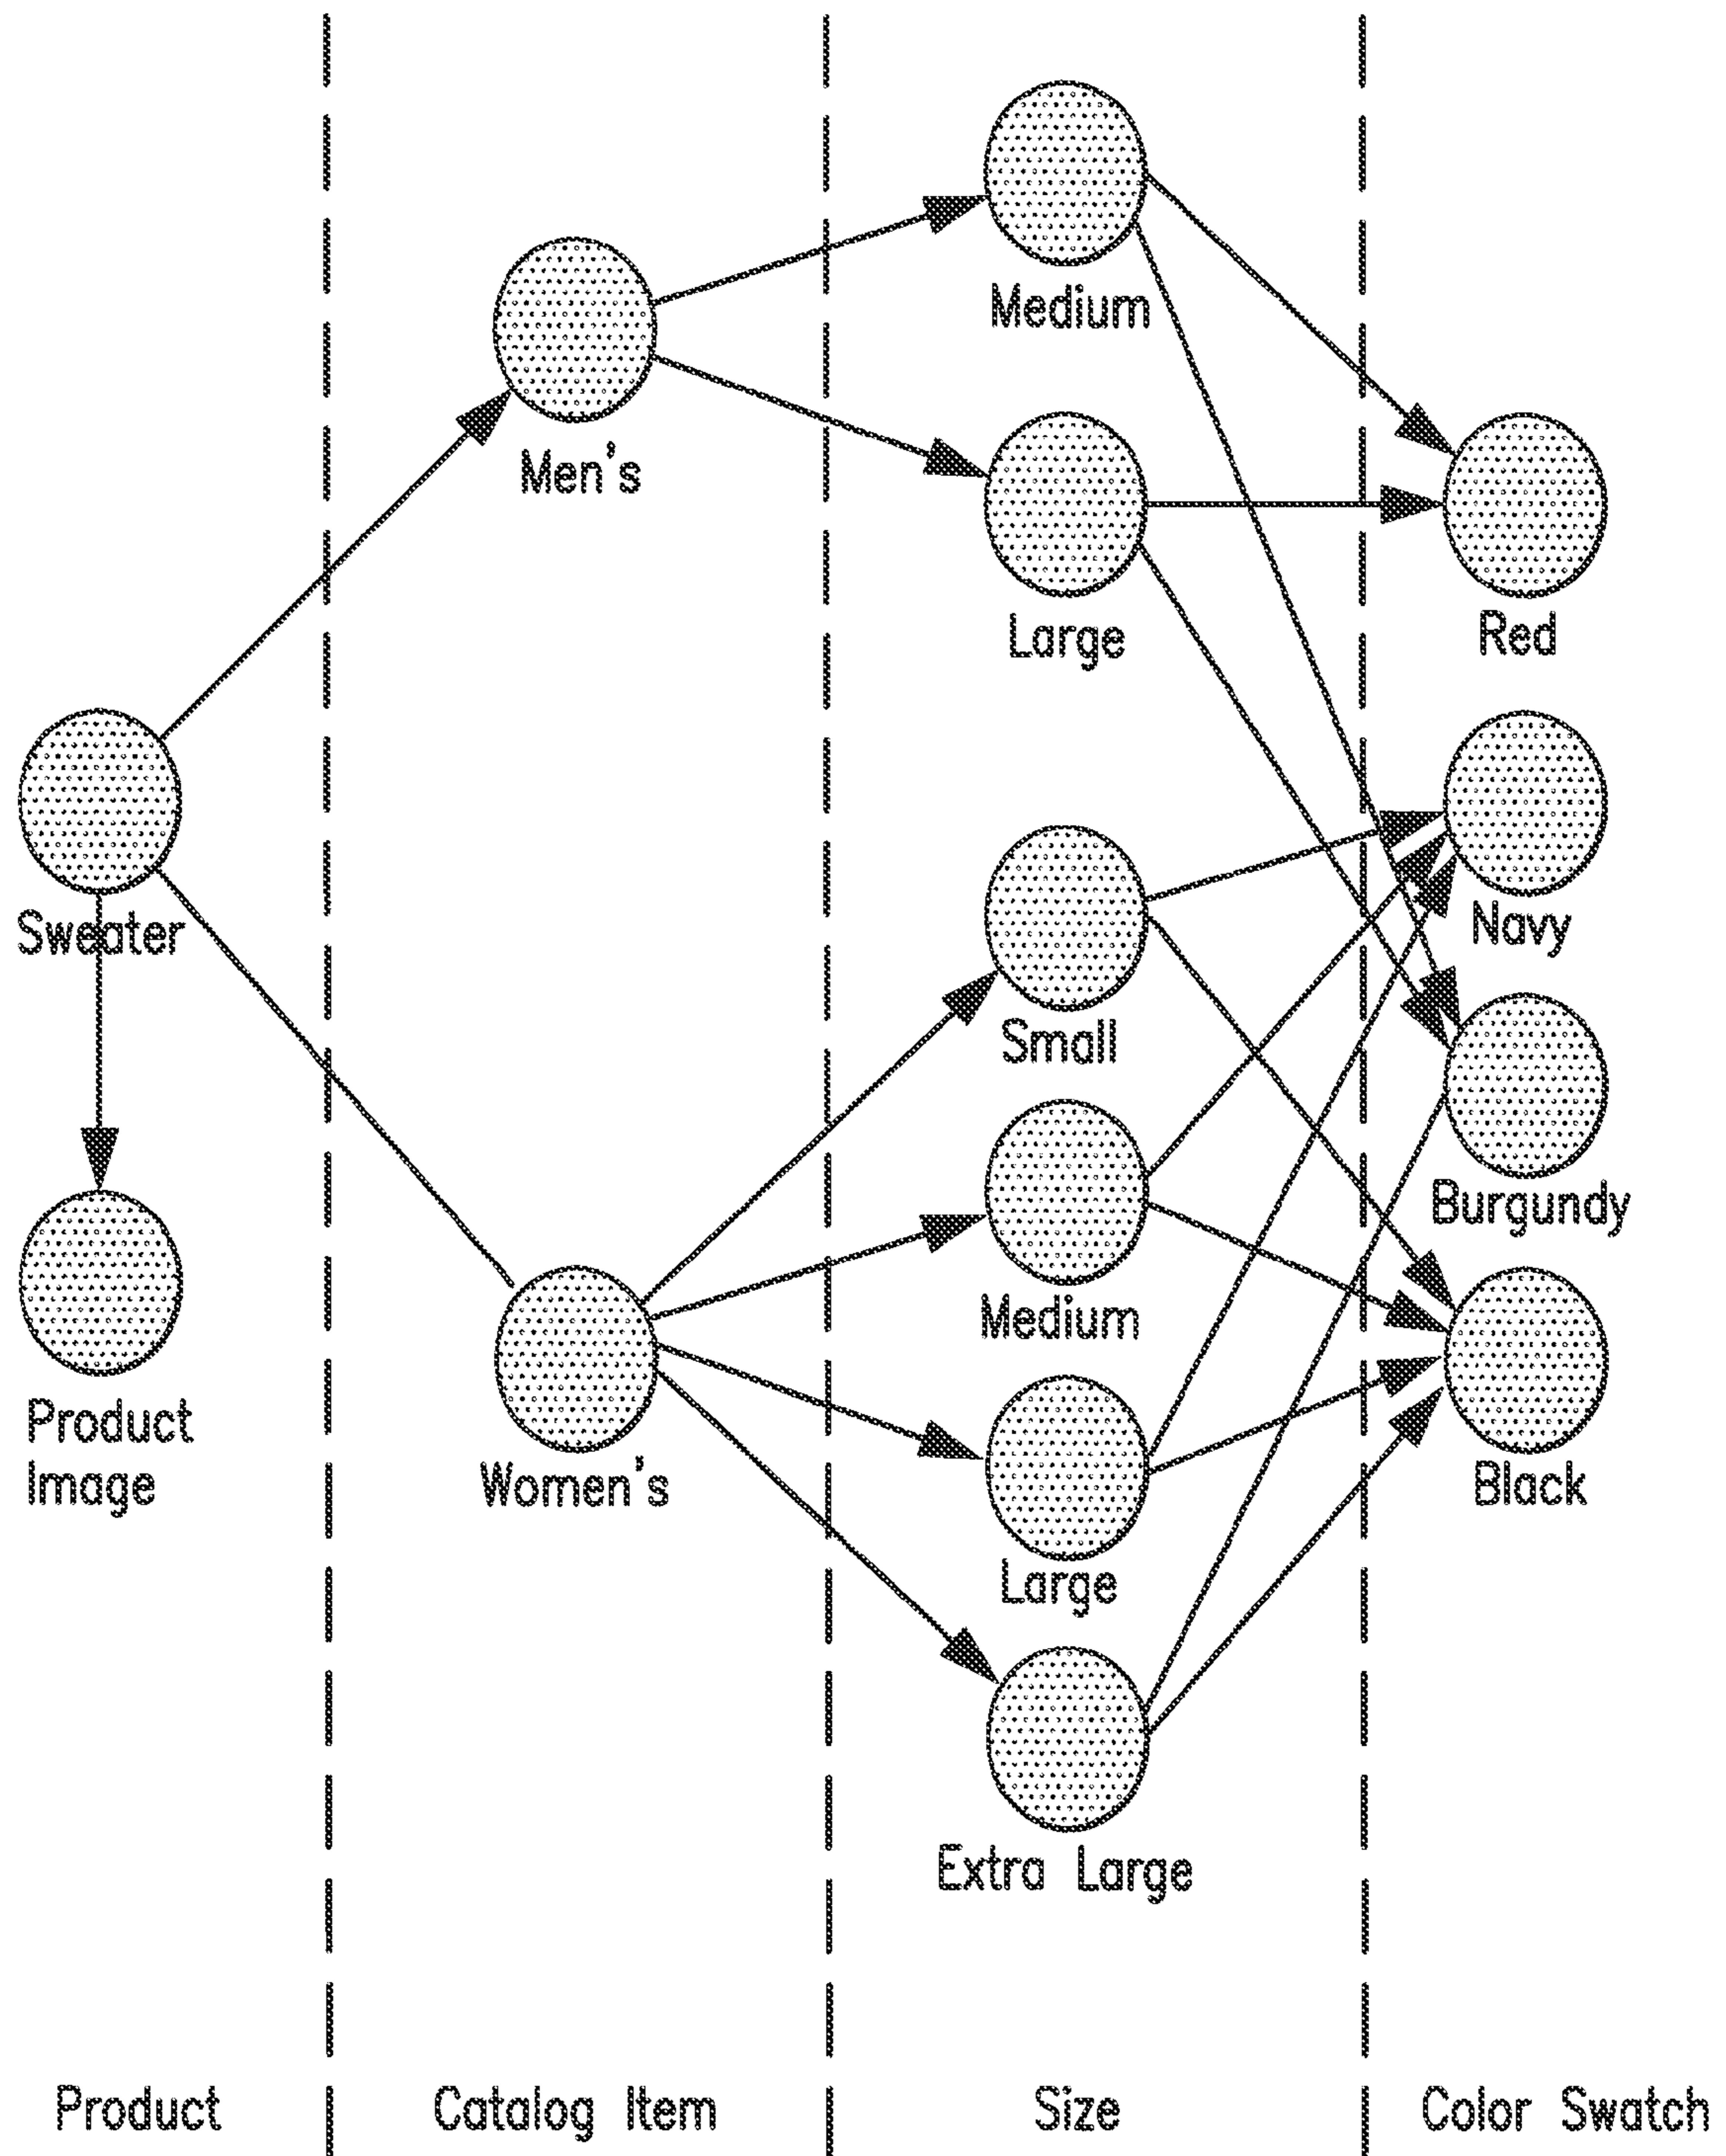 Medium
Men's
Large
Red
Sweater
Navy
Small
Burgundy
Medium
Product
Image
Women's
Black
Large
Extra Large
Product
Catalog Item
Size
Color Swatch